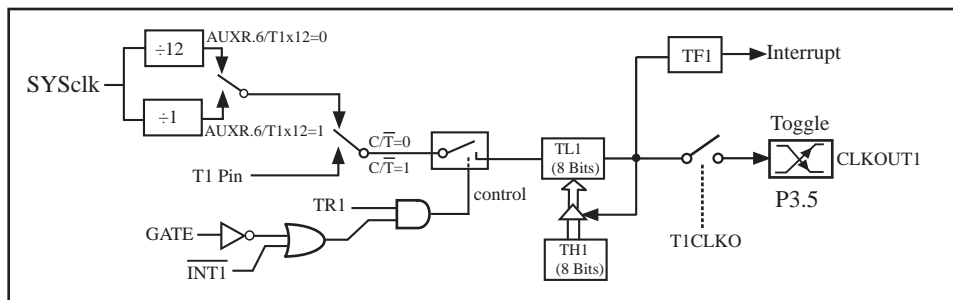 AUXR.6/T1x12=0
÷12
SYSclk
÷1
AUXR.6/T1x12=1
T1 Pin
C/T̅=0
C/T̅=1
TR1
control
GATE
I̅N̅T̅1̅
TL1
(8 Bits)
TH1
(8 Bits)
TF1
Interrupt
Toggle
CLKOUT1
P3.5
T1CLKO